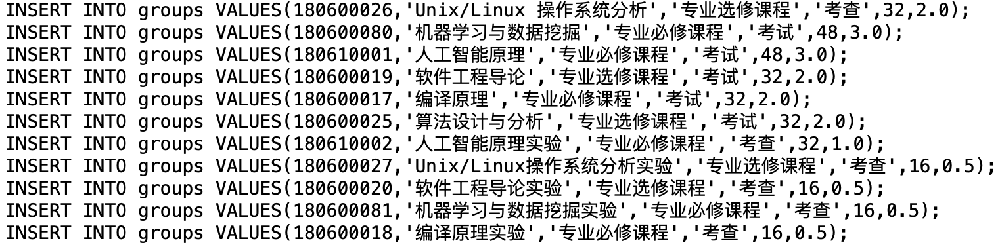 INSERT INTO groups VALUES(180600026,'Unix/Linux 操作系统分析','专业选修课程','考查',32,2.0);
INSERT INTO groups VALUES(180600080,'机器学习与数据挖掘','专业必修课程','考试',48,3.0);
INSERT INTO groups VALUES(180610001,'人工智能原理','专业必修课程','考试',48,3.0);
INSERT INTO groups VALUES(180600019,'软件工程导论','专业选修课程','考试',32,2.0);
INSERT INTO groups VALUES(180600017,'编译原理','专业必修课程','考试',32,2.0);
INSERT INTO groups VALUES(180600025,'算法设计与分析','专业选修课程','考试',32,2.0);
INSERT INTO groups VALUES(180610002,'人工智能原理实验','专业必修课程','考查',32,1.0);
INSERT INTO groups VALUES(180600027,'Unix/Linux操作系统分析实验','专业选修课程','考查',16,0.5);
INSERT INTO groups VALUES(180600020,'软件工程导论实验','专业选修课程','考查',16,0.5);
INSERT INTO groups VALUES(180600081,'机器学习与数据挖掘实验','专业必修课程','考查',16,0.5);
INSERT INTO groups VALUES(180600018,'编译原理实验','专业必修课程','考查',16,0.5);